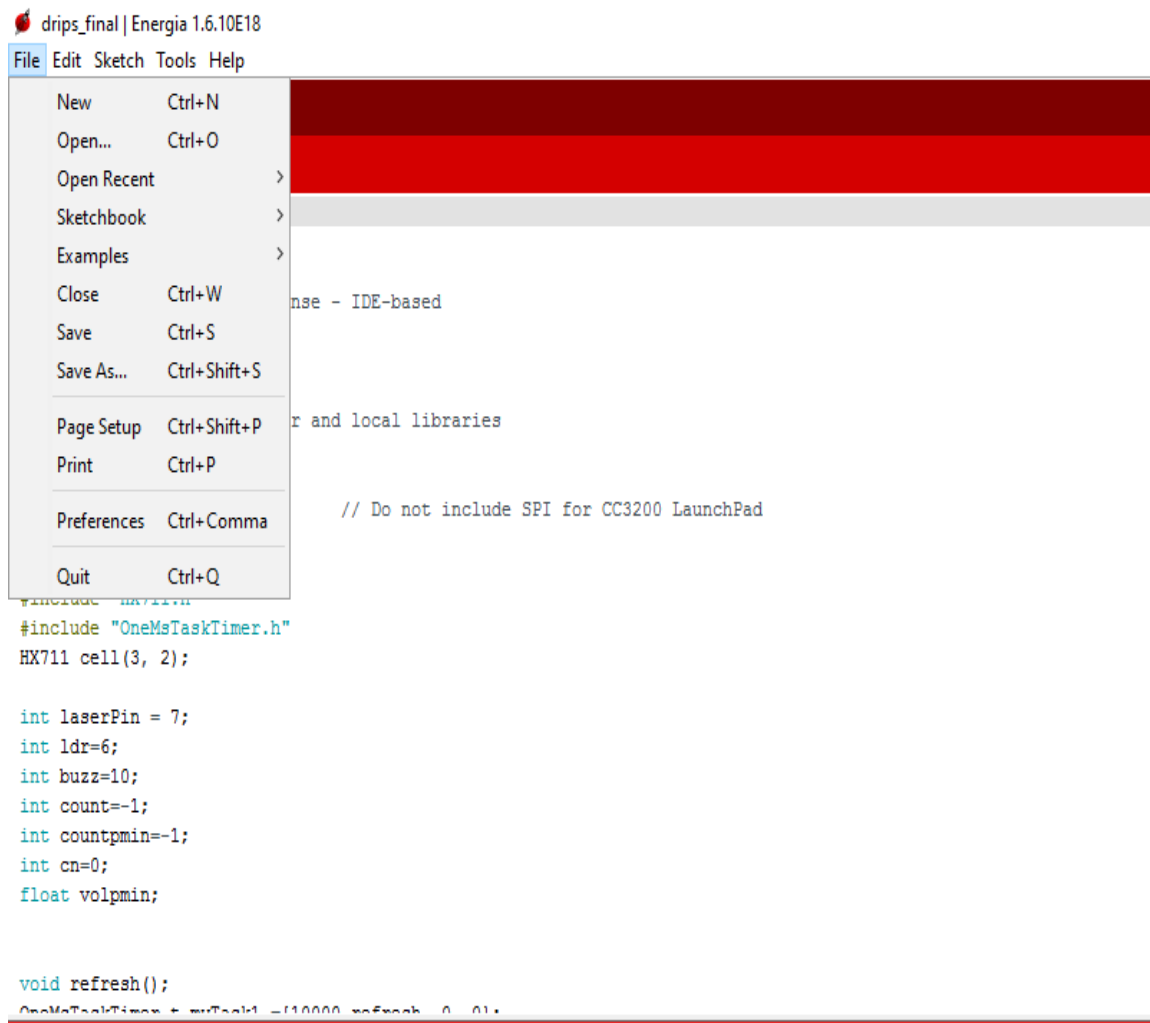 drips_final | Energia 1.6.10E18
File Edit Sketch Tools Help
New Ctrl+N
Open... Ctrl+O
Open Recent
Sketchbook
Examples
Close Ctrl+W
Save Ctrl+S
Save As... Ctrl+Shift+S
Page Setup Ctrl+Shift+P
Print Ctrl+P
Preferences Ctrl+Comma
Quit Ctrl+Q
nse - IDE-based
r and local libraries
// Do not include SPI for CC3200 LaunchPad
#include "HX711.h"
#include "OneMsTaskTimer.h"
HX711 cell(3, 2);
int laserPin = 7;
int ldr=6;
int buzz=10;
int count=-1;
int countpmin=-1;
int cn=0;
float volpmin;
void refresh();
OneMsTaskTimer_t myTask1 =